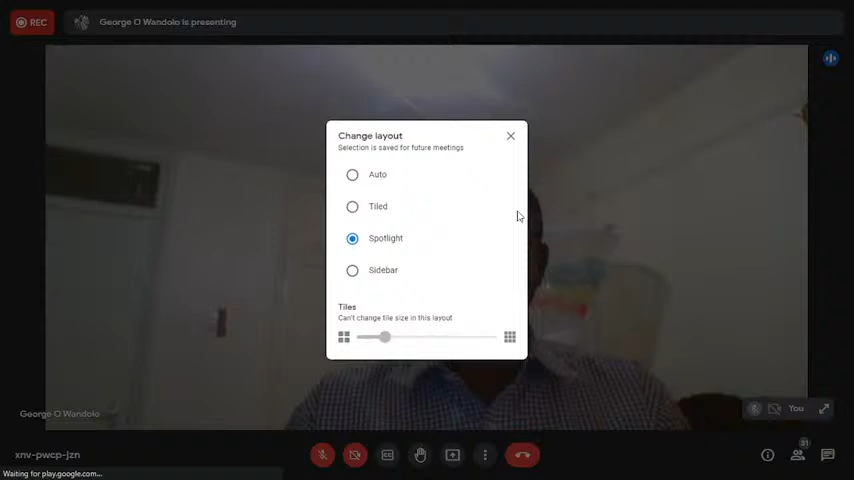 REC
George O Wandolo is presenting
Change layout
Selection is saved for future meetings
Auto
Tiled
Spotlight
Sidebar
Tiles
Can't change tile size in this layout
George O Wandolo
You
xnv-pwcp-jzn
31
Waiting for play.google.com...